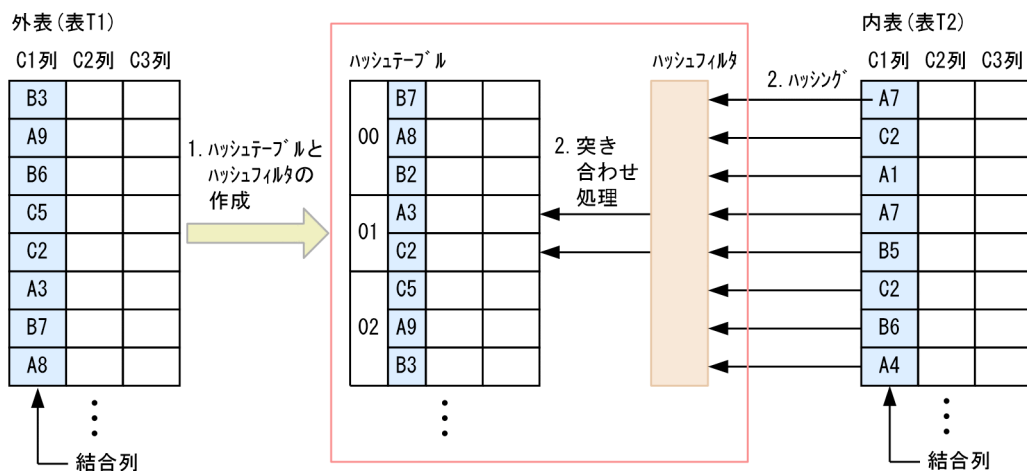 外表(表T1)
C1列 C2列 C3列
B3
A9
B6
C5
C2
A3
B7
A8
結合列
1. ハッシュテーブルと
ハッシュフィルタの
作成
ハッシュテーブル
00
B7
A8
B2
01
A3
C2
02
C5
A9
B3
2. 突き
合わせ
処理
ハッシュフィルタ
2. ハッシング
内表(表T2)
C1列 C2列 C3列
A7
C2
A1
A7
B5
C2
B6
A4
結合列